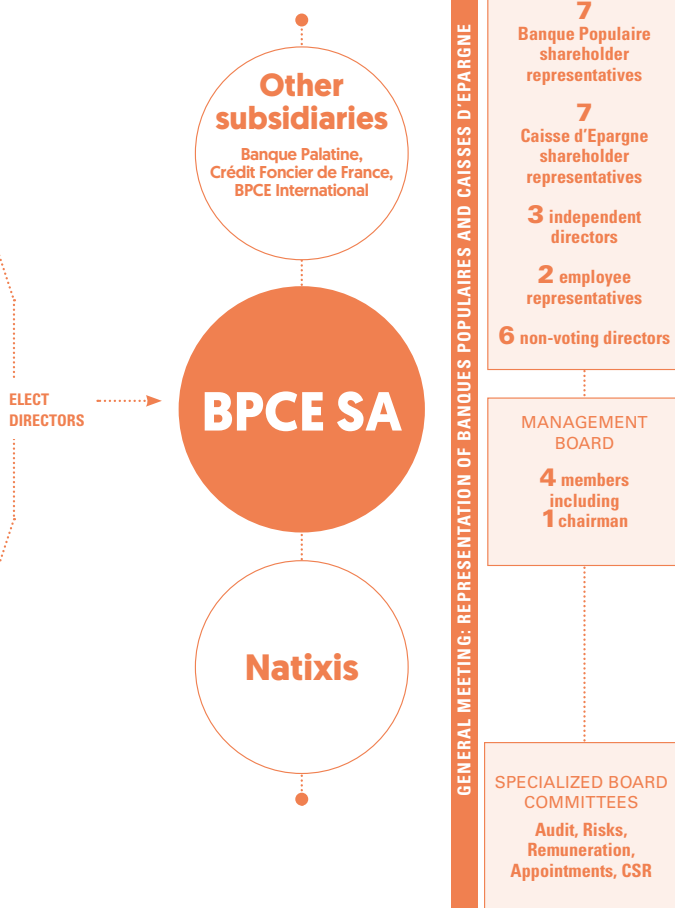 Other
subsidiaries
Banque Palatine,
Crédit Foncier de France,
BPCE International
ELECT
DIRECTORS
BPCE SA
Natixis
GENERAL MEETING: REPRESENTATION OF BANQUES POPULAIRES AND CAISSES D'EPARGNE
7
Banque Populaire
shareholder
representatives
7
Caisse d'Epargne
shareholder
representatives
3 independent
directors
2 employee
representatives
6 non-voting directors
MANAGEMENT
BOARD
4 members
including
1 chairman
SPECIALIZED BOARD
COMMITTEES
Audit, Risks,
Remuneration,
Appointments, CSR